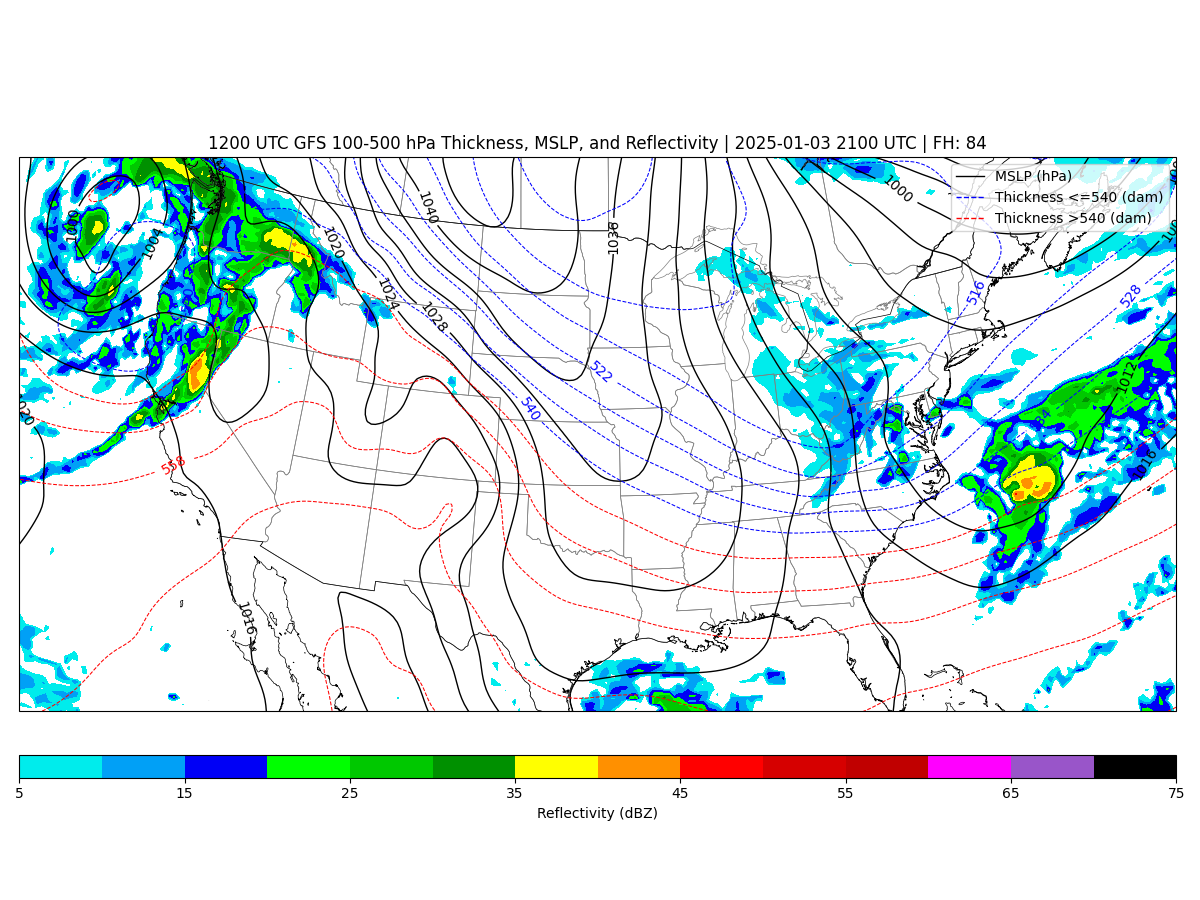 1200 UTC GFS 100-500 hPa Thickness, MSLP, and Reflectivity | 2025-01-03 2100 UTC | FH: 84
MSLP (hPa)
Thickness <=540 (dam)
Thickness >540 (dam)
1000
1040
1020
1036
1004
1024
1028
516
528
522
540
1012
558
1016
1016
5 15 25 35 45 55 65 75
Reflectivity (dBZ)